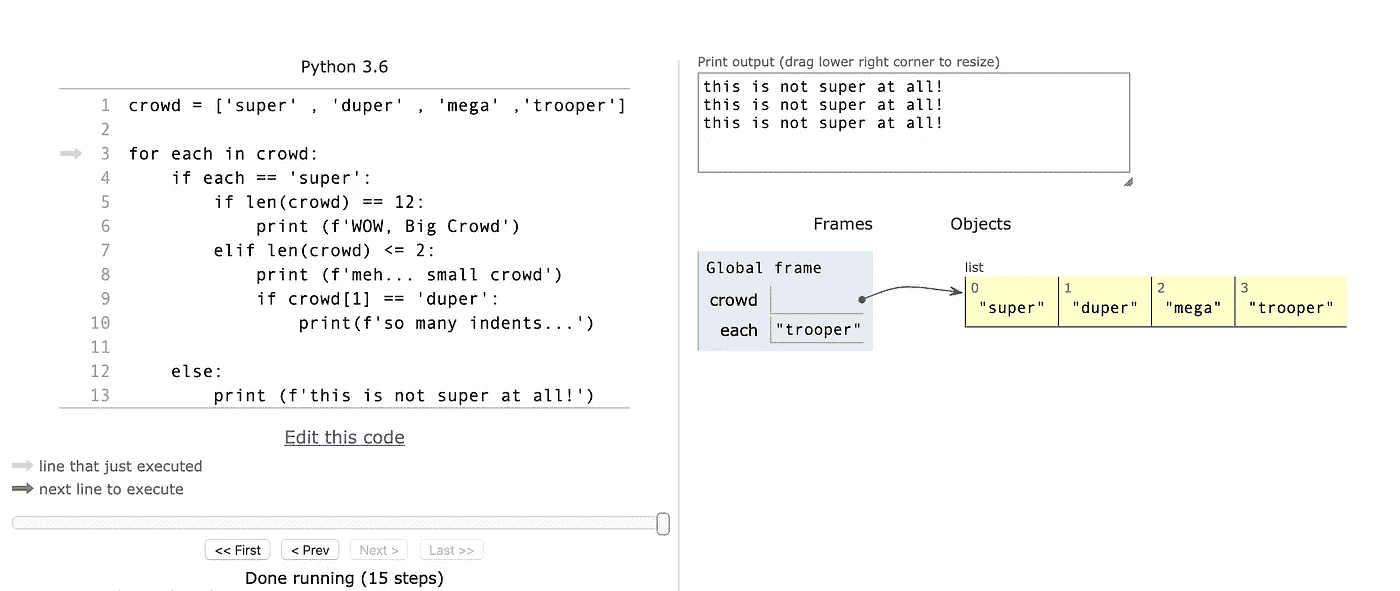 Python 3.6
1 crowd = ['super' , 'duper' , 'mega' ,'trooper']
2
3 for each in crowd:
4     if each == 'super':
5         if len(crowd) == 12:
6             print (f'WOW, Big Crowd')
7         elif len(crowd) <= 2:
8             print (f'meh... small crowd')
9             if crowd[1] == 'duper':
10                 print(f'so many indents...')
11
12     else:
13         print (f'this is not super at all!')
Edit this code
line that just executed
next line to execute
<< First < Prev Next > Last >>
Done running (15 steps)
Print output (drag lower right corner to resize)
this is not super at all!
this is not super at all!
this is not super at all!
Frames Objects
Global frame
crowd
each "trooper"
list
0 1 2 3
"super" "duper" "mega" "trooper"